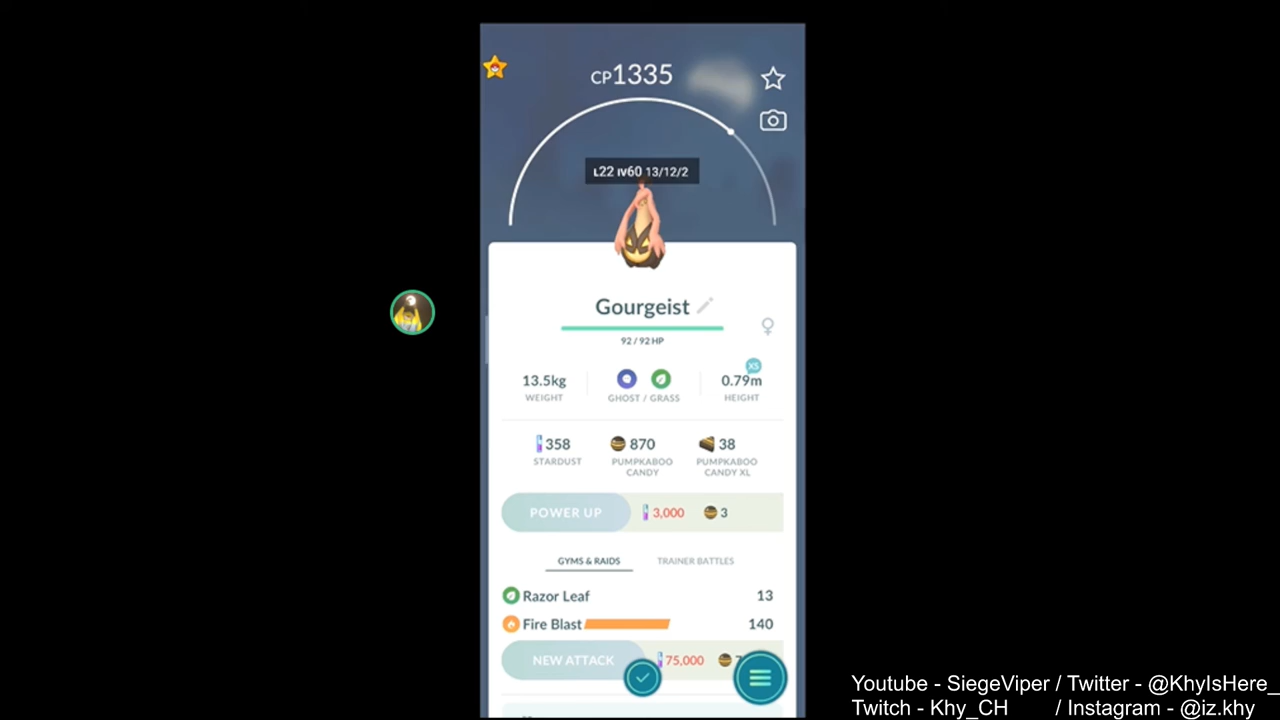 CP1335
L22 IV60 13/12/2
Gourgeist
92 / 92 HP
XS
13.5kg
0.79m
WEIGHT
GHOST / GRASS
HEIGHT
358
870
38
STARDUST
PUMPKABOO CANDY
PUMPKABOO CANDY XL
POWER UP
3,000
3
GYMS & RAIDS
TRAINER BATTLES
Razor Leaf
13
Fire Blast
140
NEW ATTACK
75,000
Youtube - SiegeViper / Twitter - @KhyIsHere_
Twitch - Khy_CH / Instagram - @iz.khy